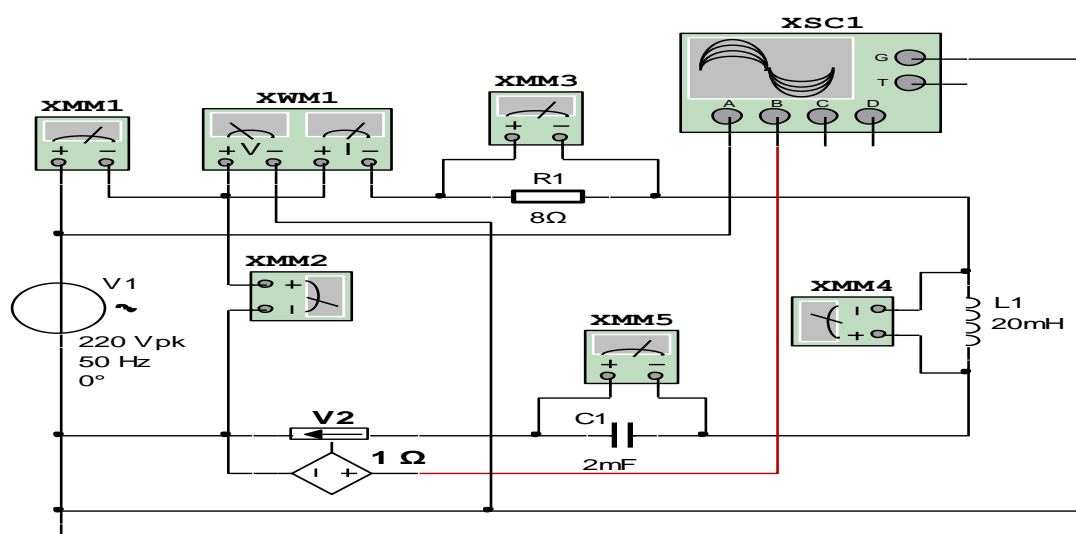 XSC1
G
T
A B C D
XMM1
+ −
XWM1
+ V − + I −
XMM3
+ −
R1
8Ω
XMM2
+
−
V1
220 Vpk
50 Hz
0°
XMM4
−
+
L1
20mH
XMM5
+ −
V2
C1
2mF
1 Ω
− +